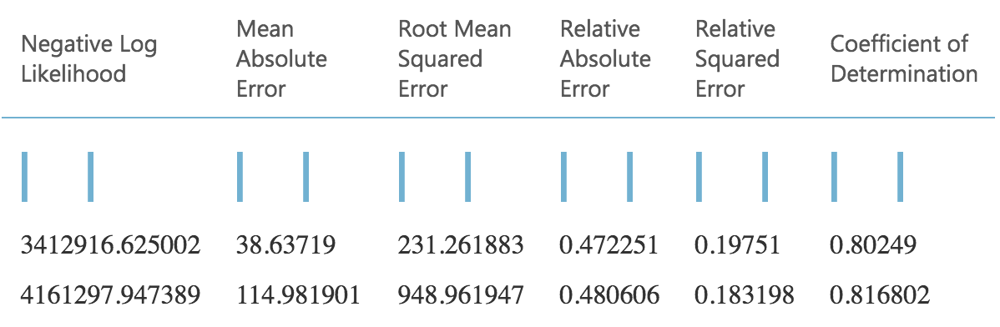 Negative Log Likelihood	Mean Absolute Error	Root Mean Squared Error	Relative Absolute Error	Relative Squared Error	Coefficient of Determination
3412916.625002	38.63719	231.261883	0.472251	0.19751	0.80249
4161297.947389	114.981901	948.961947	0.480606	0.183198	0.816802